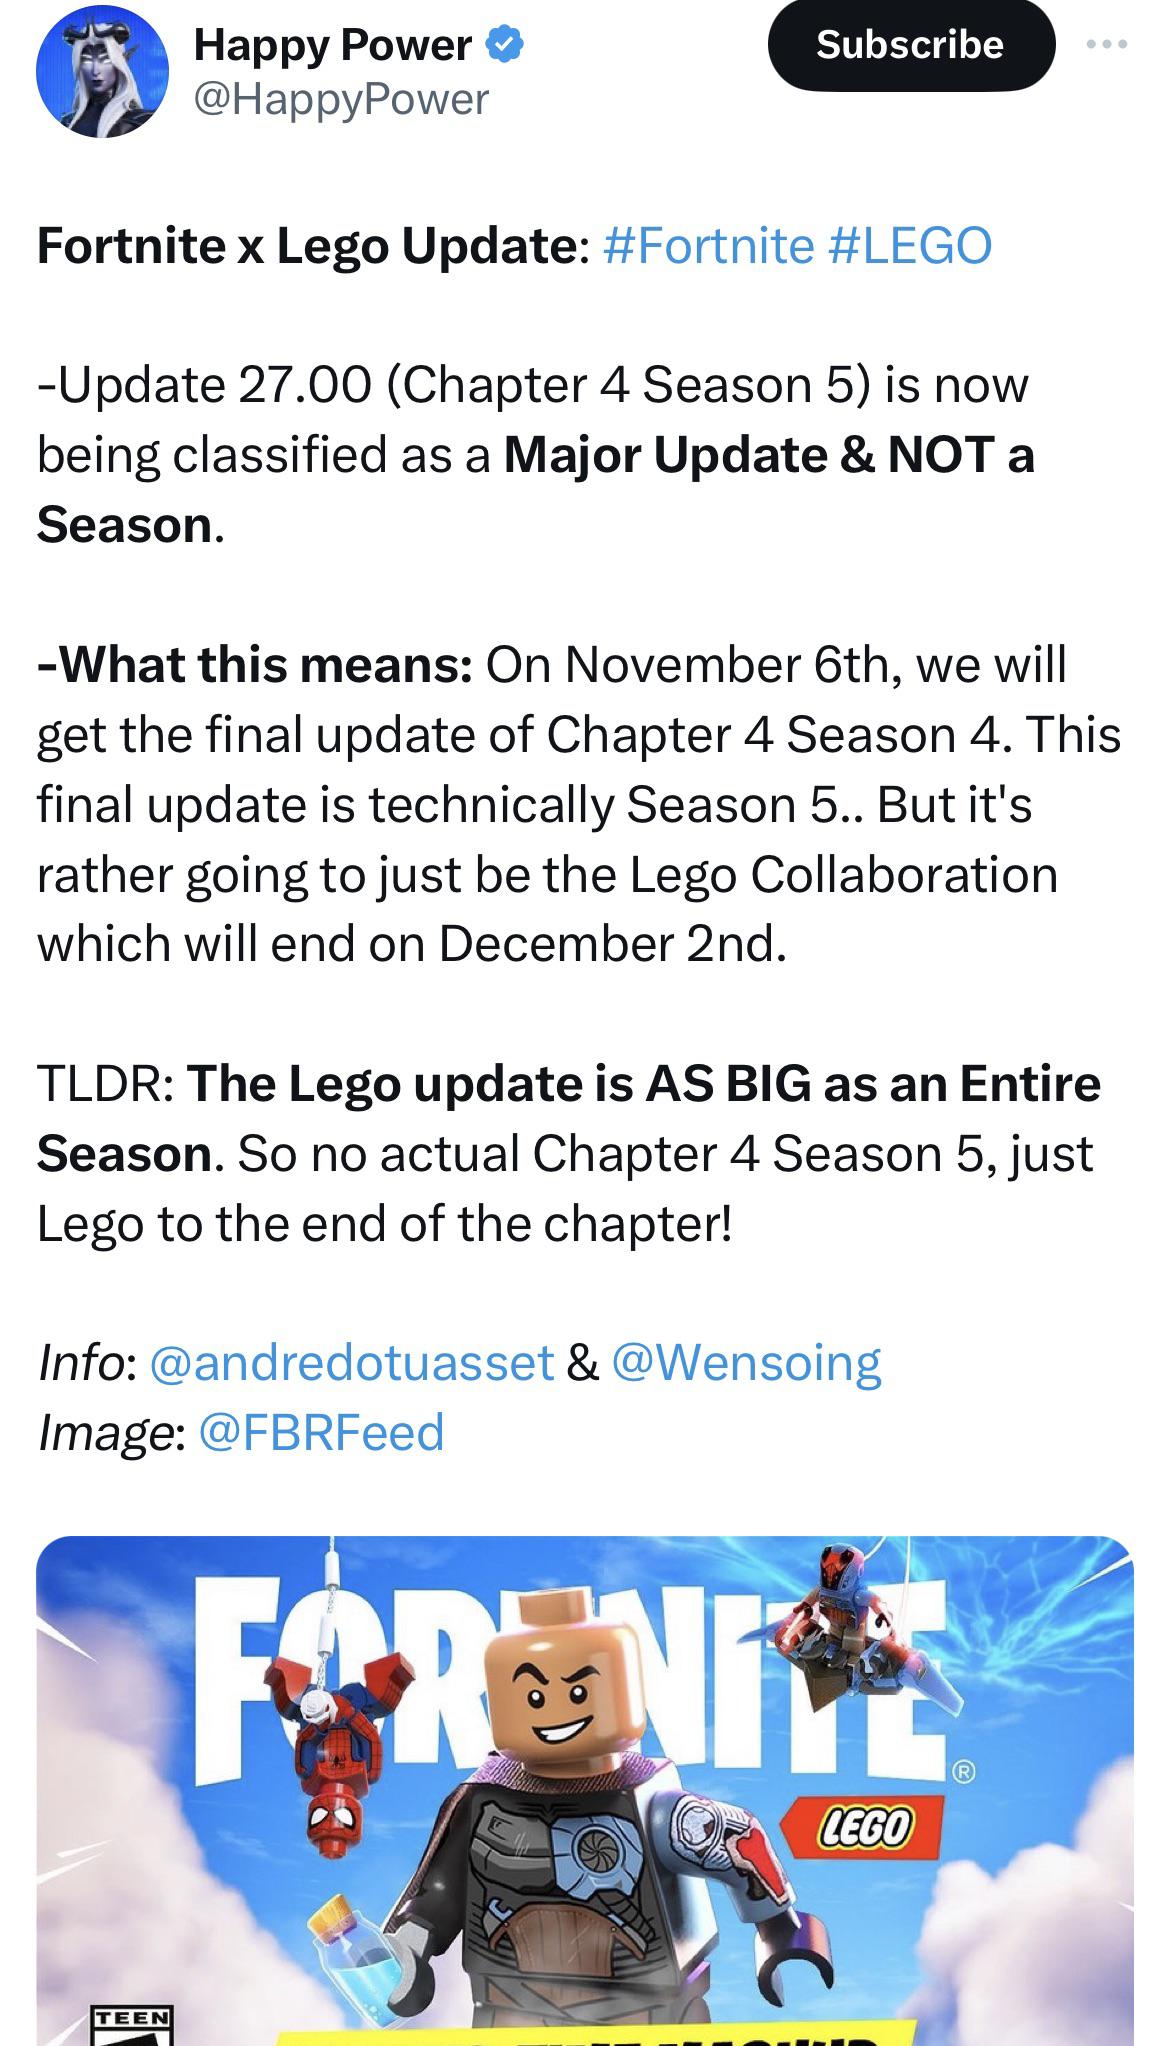 Happy Power
Subscribe
@HappyPower
Fortnite x Lego Update: #Fortnite #LEGO
-Update 27.00 (Chapter 4 Season 5) is now
being classified as a Major Update & NOT a
Season.
-What this means: On November 6th, we will
get the final update of Chapter 4 Season 4. This
final update is technically Season 5.. But it's
rather going to just be the Lego Collaboration
which will end on December 2nd.
TLDR: The Lego update is AS BIG as an Entire
Season. So no actual Chapter 4 Season 5, just
Lego to the end of the chapter!
Info: @andredotuasset & @Wensoing
Image: @FBRFeed
FORTNITE®
LEGO
TEEN